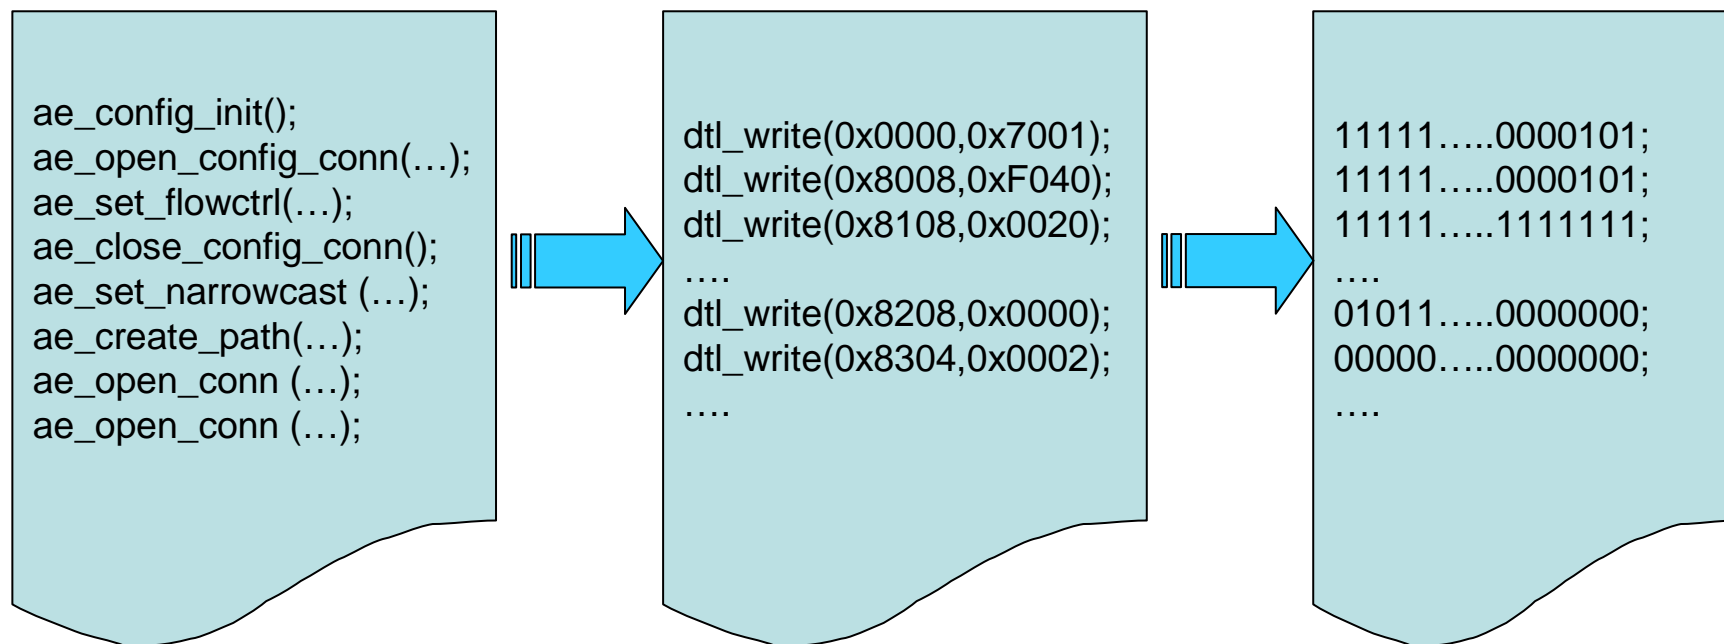 ae_config_init();
ae_open_config_conn(…);
ae_set_flowctrl(…);
ae_close_config_conn();
ae_set_narrowcast (…);
ae_create_path(…);
ae_open_conn (…);
ae_open_conn (…);
dtl_write(0x0000,0x7001);
dtl_write(0x8008,0xF040);
dtl_write(0x8108,0x0020);
….
dtl_write(0x8208,0x0000);
dtl_write(0x8304,0x0002);
….
11111…..0000101;
11111…..0000101;
11111…..1111111;
….
01011…..0000000;
00000…..0000000;
….